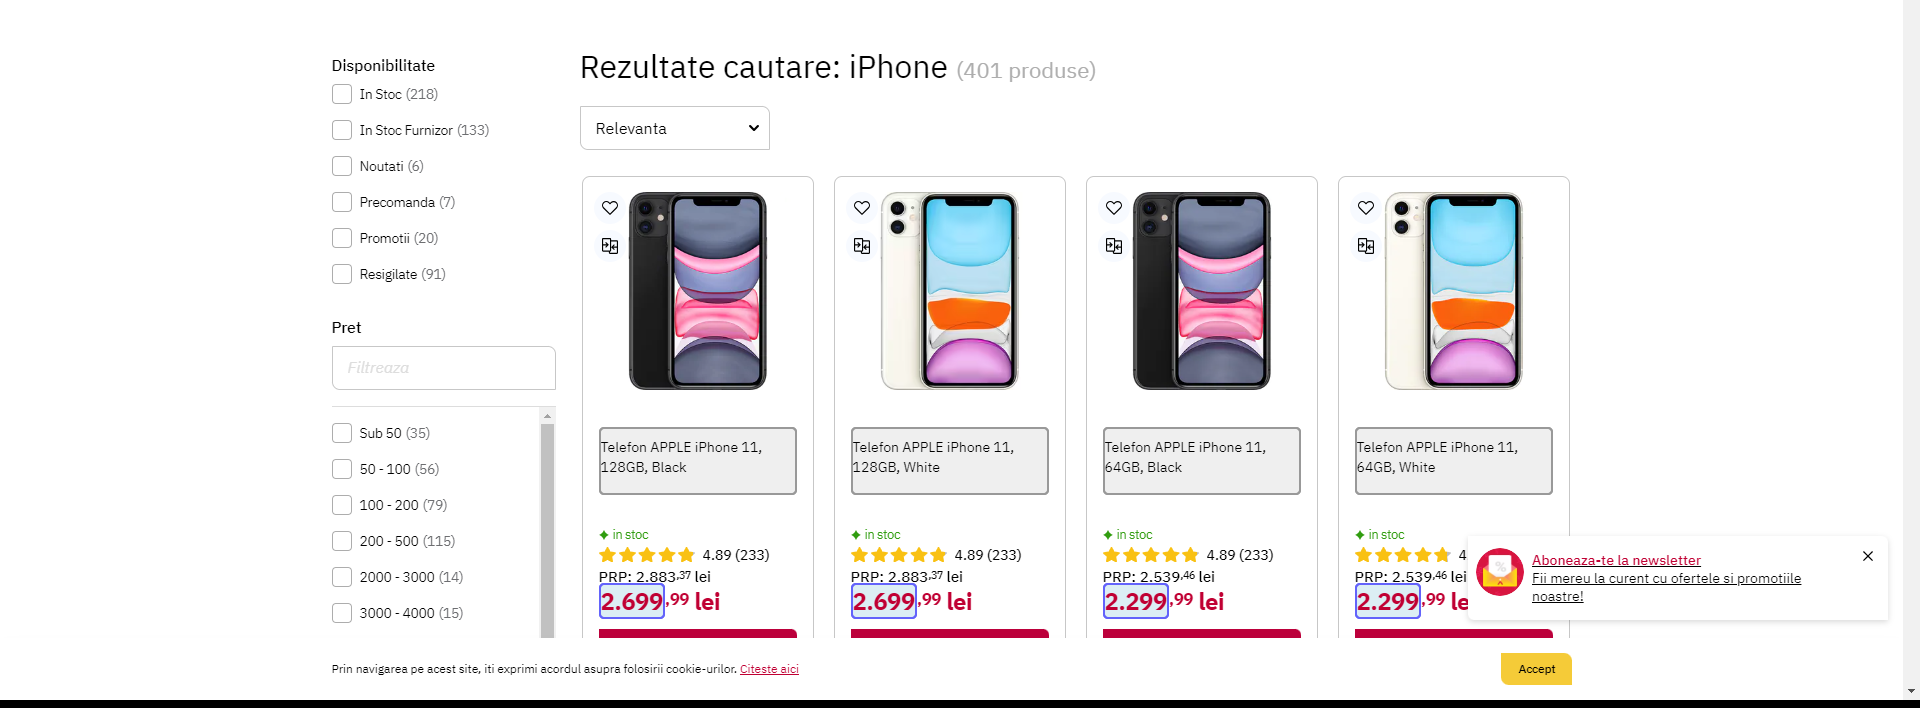 Disponibilitate
In Stoc (218)
In Stoc Furnizor (133)
Noutati (6)
Precomanda (7)
Promotii (20)
Resigilate (91)
Pret
Filtreaza
Sub 50 (35)
50 - 100 (56)
100 - 200 (79)
200 - 500 (115)
2000 - 3000 (14)
3000 - 4000 (15)
Rezultate cautare: iPhone (401 produse)
Relevanta
Telefon APPLE iPhone 11,
128GB, Black
in stoc
4.89 (233)
PRP: 2.883,37 lei
2.699,99 lei
Telefon APPLE iPhone 11,
128GB, White
in stoc
4.89 (233)
PRP: 2.883,37 lei
2.699,99 lei
Telefon APPLE iPhone 11,
64GB, Black
in stoc
4.89 (233)
PRP: 2.539,46 lei
2.299,99 lei
Telefon APPLE iPhone 11,
64GB, White
in stoc
PRP: 2.539,46 lei
2.299,99 le
Aboneaza-te la newsletter
Fii mereu la curent cu ofertele si promotiile
noastre!
Prin navigarea pe acest site, iti exprimi acordul asupra folosirii cookie-urilor. Citeste aici
Accept